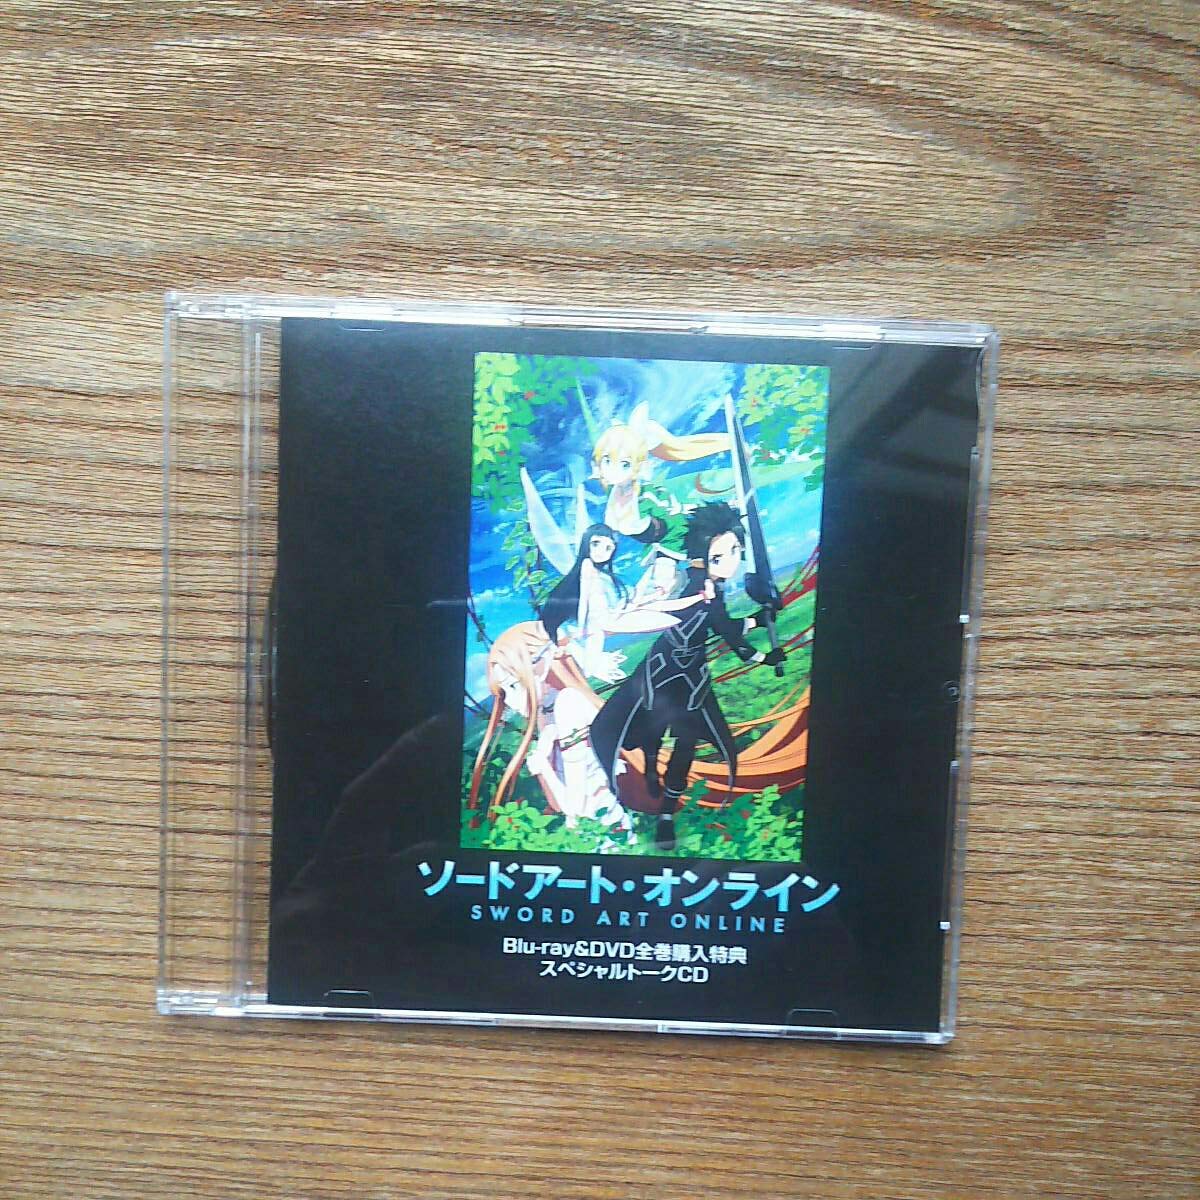 ソードアート・オンライン
SWORD ART ONLINE
Blu-ray&DVD全巻購入特典
スペシャルトークCD